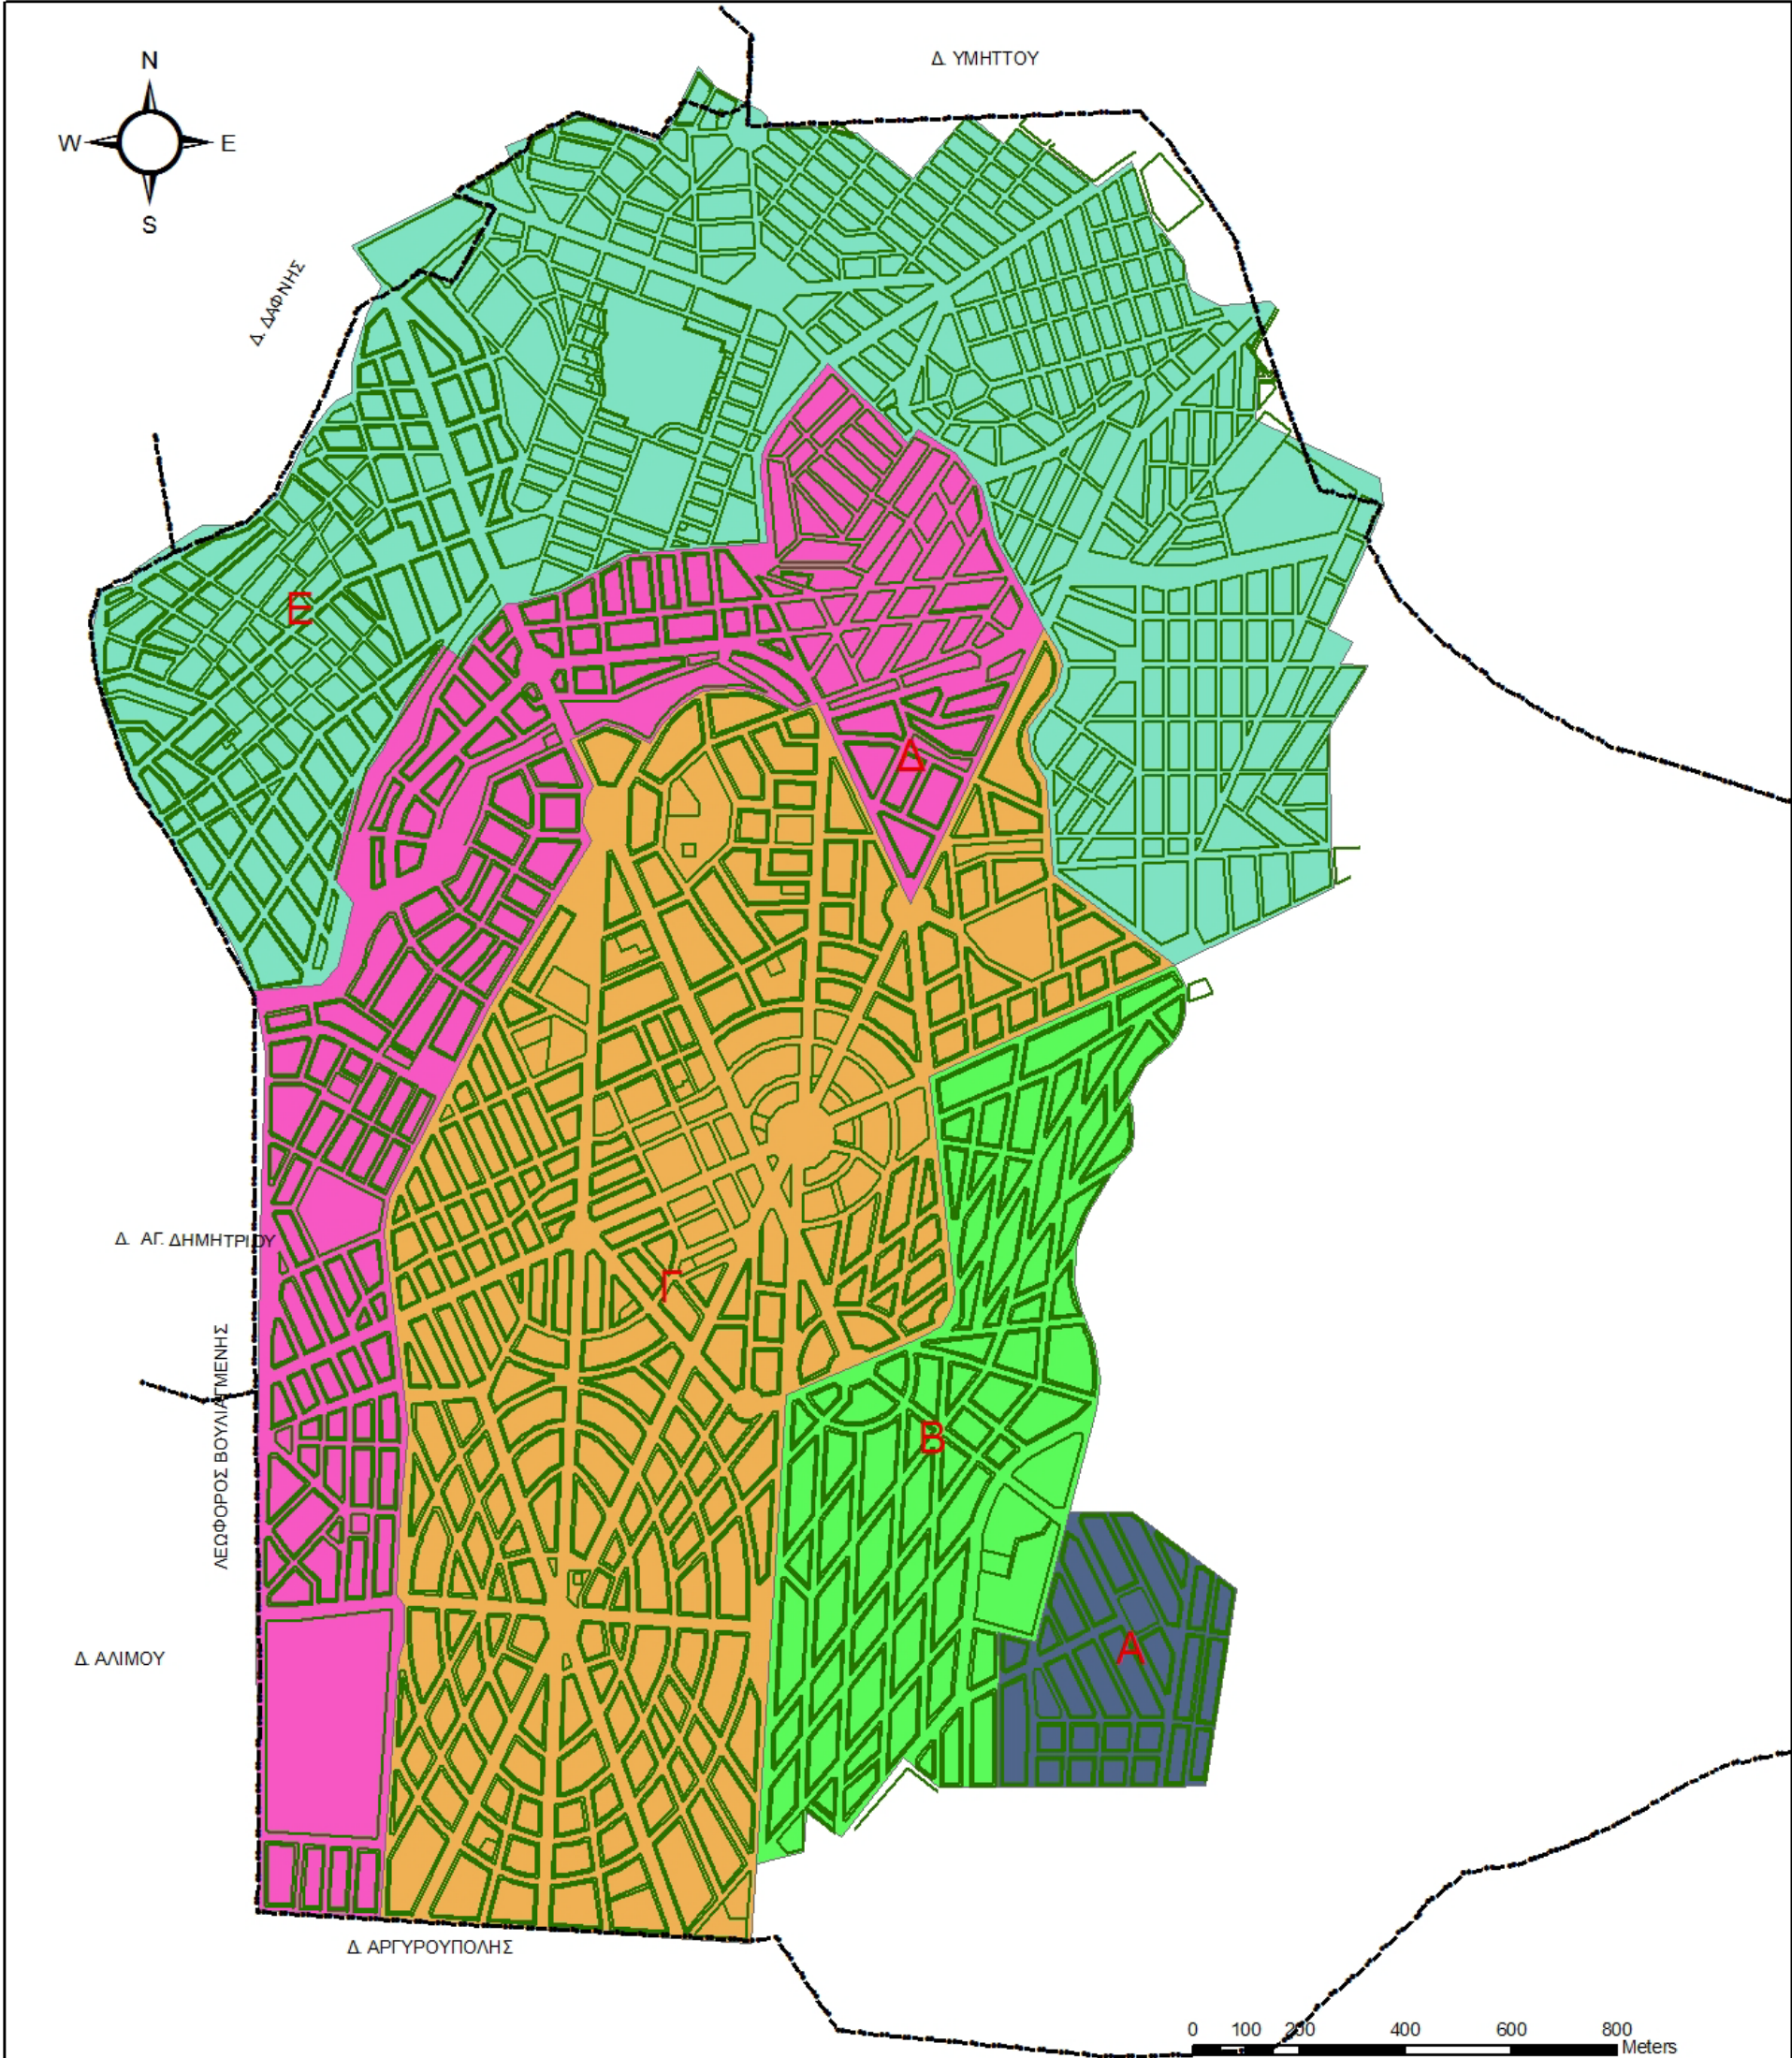 Δ. ΥΜΗΤΤΟΥ
N
W E
S
Δ. ΔΑΦΝΗΣ
Ε
Δ
Δ. ΑΓ. ΔΗΜΗΤΡΙΟΥ
Γ
ΛΕΩΦΟΡΟΣ ΒΟΥΛΙΑΓΜΕΝΗΣ
Β
Δ. ΑΛΙΜΟΥ
Α
Δ. ΑΡΓΥΡΟΥΠΟΛΗΣ
0 100 200 400 600 800
Meters